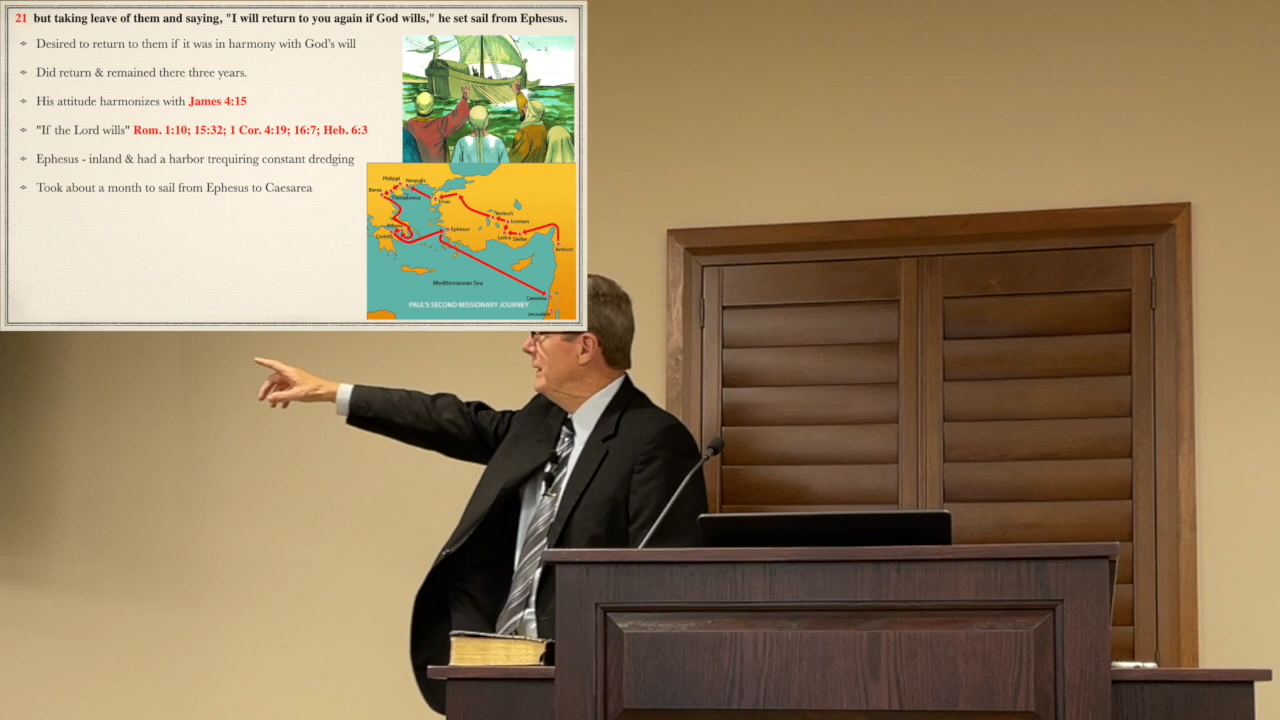 21 but taking leave of them and saying, "I will return to you again if God wills," he set sail from Ephesus.
Desired to return to them if it was in harmony with God's will
Did return & remained there three years.
His attitude harmonizes with James 4:15
"If the Lord wills" Rom. 1:10; 15:32; 1 Cor. 4:19; 16:7; Heb. 6:3
Ephesus - inland & had a harbor trequiring constant dredging
Took about a month to sail from Ephesus to Caesarea
Philippi
Neapolis
Berea
Thessalonica
Troas
Antioch
Iconium
Athens
Ephesus
Corinth
Lystra
Derbe
Antioch
Mediterranean Sea
Caesarea
PAUL'S SECOND MISSIONARY JOURNEY
Jerusalem